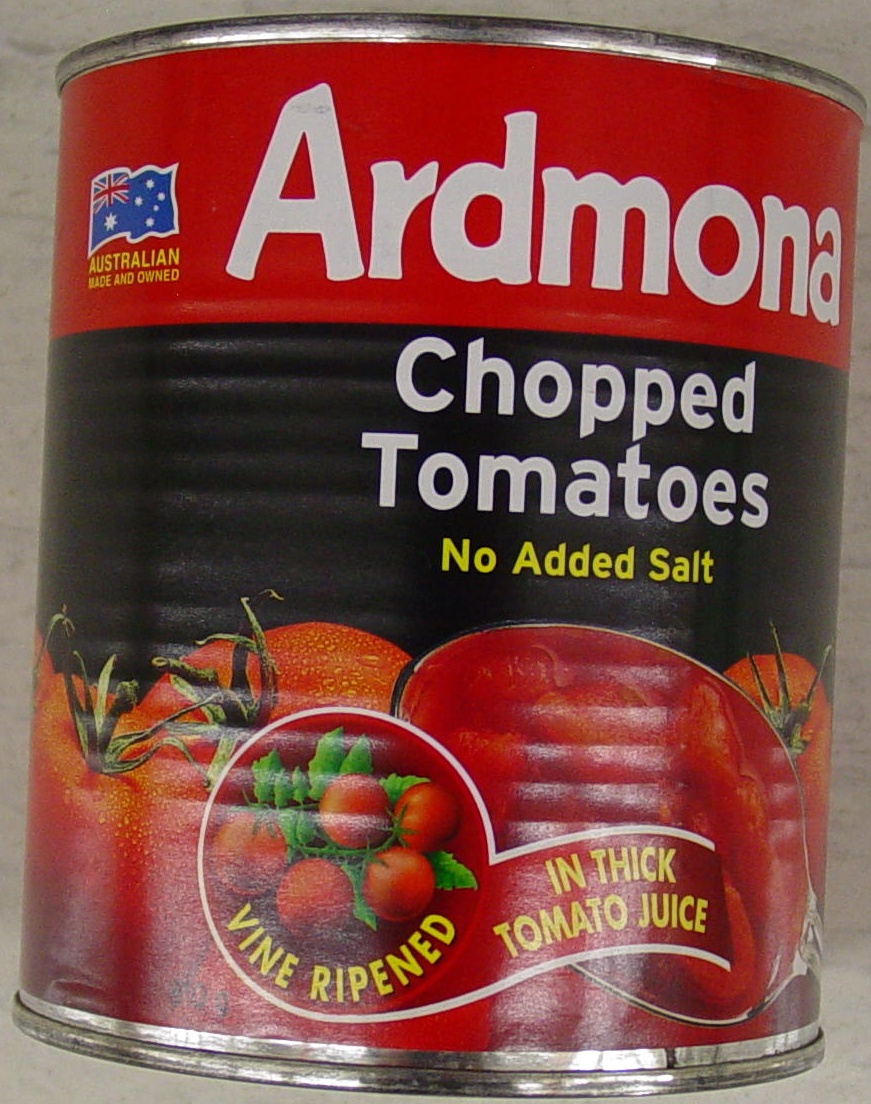 Ardmona
AUSTRALIAN
MADE AND OWNED
Chopped
Tomatoes
No Added Salt
IN THICK
TOMATO JUICE
VINE RIPENED